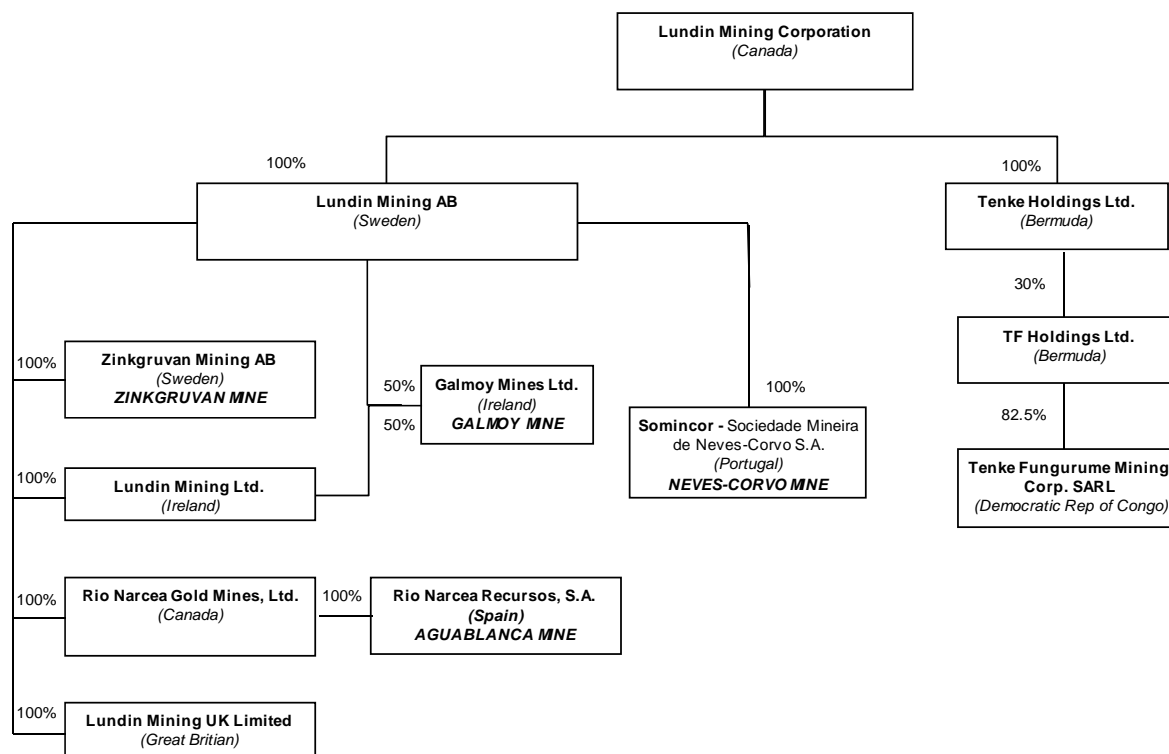 Lundin Mining Corporation
(Canada)
100%
100%
Lundin Mining AB
(Sweden)
Tenke Holdings Ltd.
(Bermuda)
30%
TF Holdings Ltd.
(Bermuda)
100%
Zinkgruvan Mining AB
(Sweden)
ZINKGRUVAN MINE
50%
50%
Galmoy Mines Ltd.
(Ireland)
GALMOY MINE
100%
Somincor - Sociedade Mineira
de Neves-Corvo S.A.
(Portugal)
NEVES-CORVO MINE
82.5%
Tenke Fungurume Mining
Corp. SARL
(Democratic Rep of Congo)
100%
Lundin Mining Ltd.
(Ireland)
100%
Rio Narcea Gold Mines, Ltd.
(Canada)
100%
Rio Narcea Recursos, S.A.
(Spain)
AGUABLANCA MINE
100%
Lundin Mining UK Limited
(Great Britian)